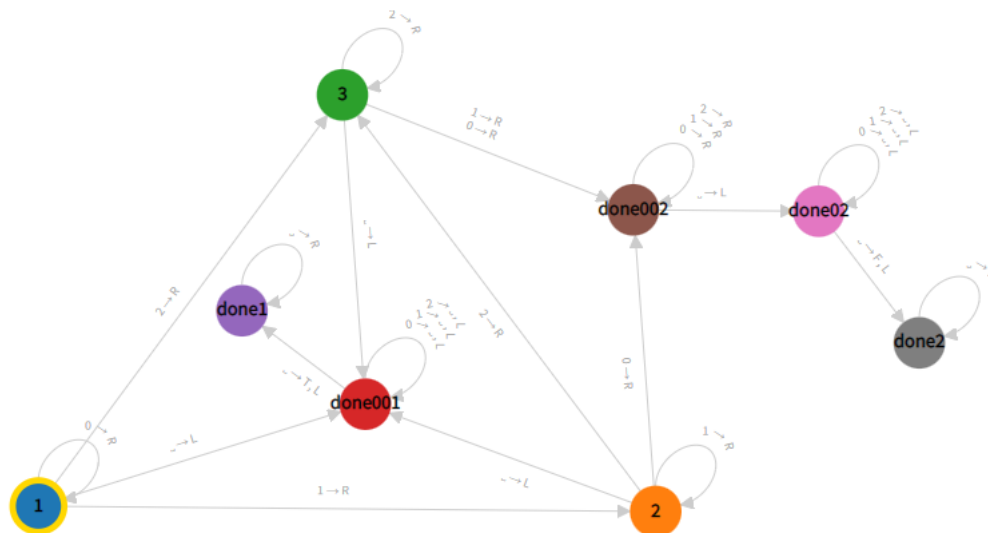 2→R
3
1→R
0→R
2→R
1→R
0→R
2→␣,L
1→␣,L
0→␣,L
done002
␣→L
done02
␣→L
␣→R
done1
2→R
2→R
␣→F,L
done2
2→␣,L
1→␣,L
0→␣,L
␣→T,L
done001
0→R
0→R
1→R
␣→L
␣→L
1
1→R
2